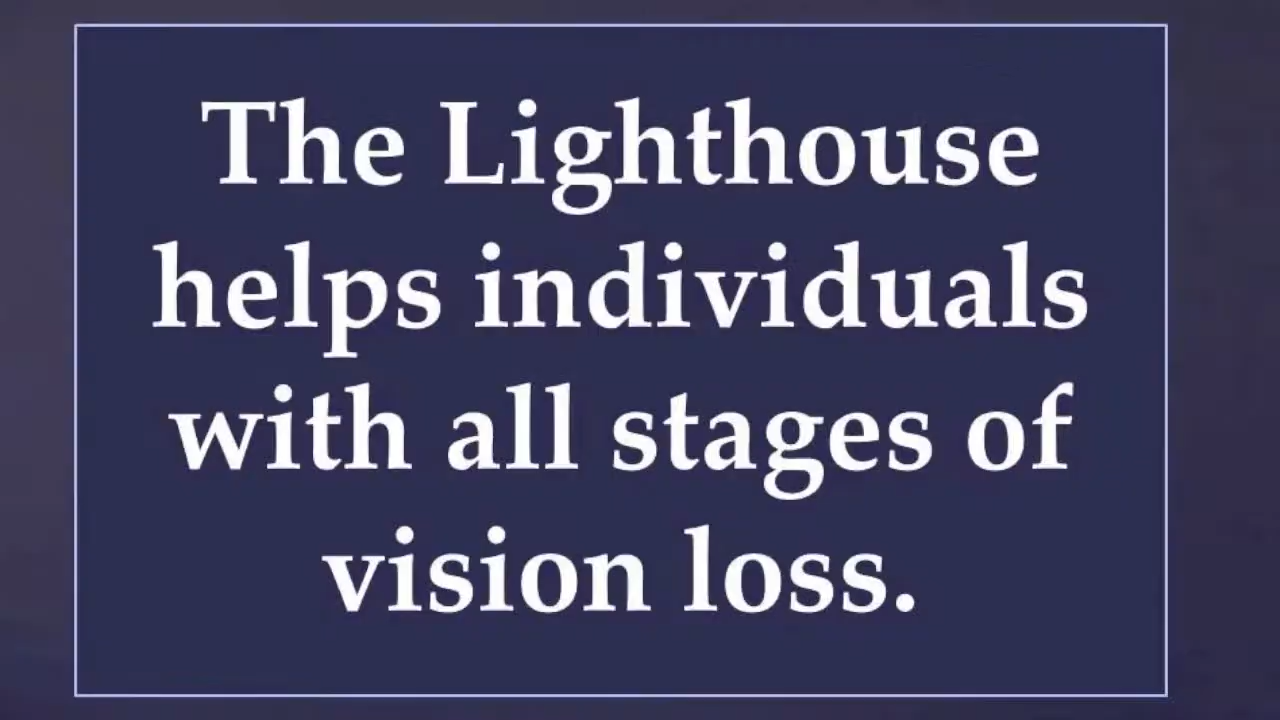 The Lighthouse
helps individuals
with all stages of
vision loss.